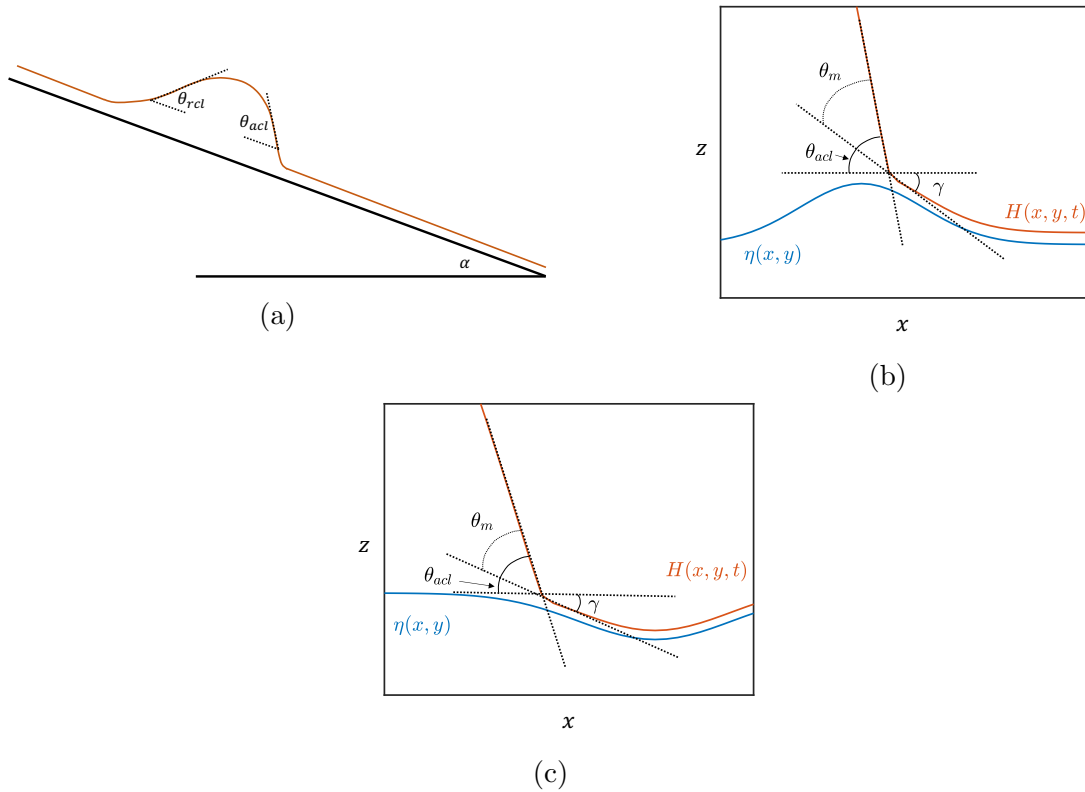 θ_rcl
θ_acl
α
(a)
θ_m
z
θ_acl
γ
H(x, y, t)
η(x, y)
x
(b)
θ_m
z
H(x, y, t)
θ_acl
γ
η(x, y)
x
(c)